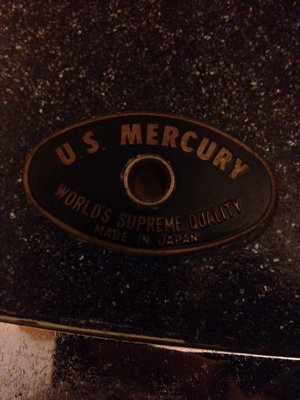 U.S. MERCURY
WORLD'S SUPREME QUALITY
MADE IN JAPAN